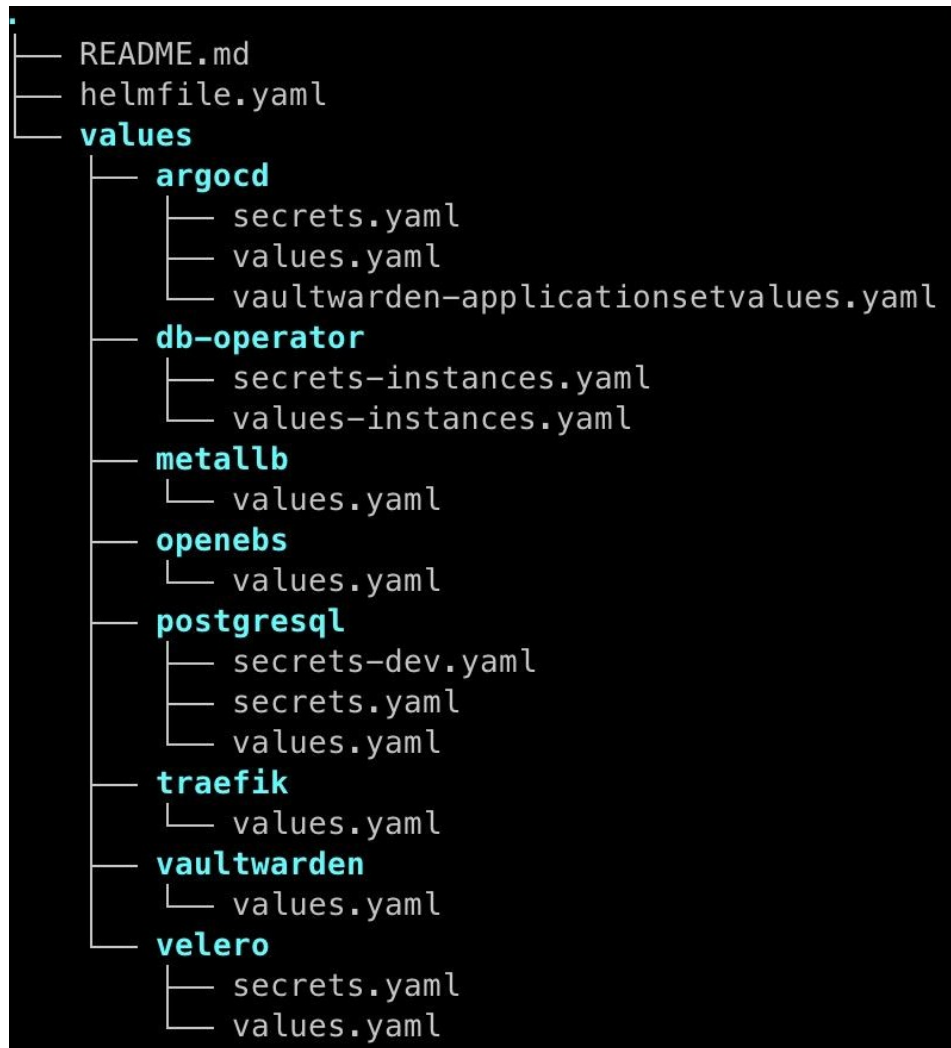 .
├── README.md
├── helmfile.yaml
└── values
    ├── argocd
    │   ├── secrets.yaml
    │   ├── values.yaml
    │   └── vaultwarden-applicationsetvalues.yaml
    ├── db-operator
    │   ├── secrets-instances.yaml
    │   └── values-instances.yaml
    ├── metallb
    │   └── values.yaml
    ├── openebs
    │   └── values.yaml
    ├── postgresql
    │   ├── secrets-dev.yaml
    │   ├── secrets.yaml
    │   └── values.yaml
    ├── traefik
    │   └── values.yaml
    ├── vaultwarden
    │   └── values.yaml
    └── velero
        ├── secrets.yaml
        └── values.yaml